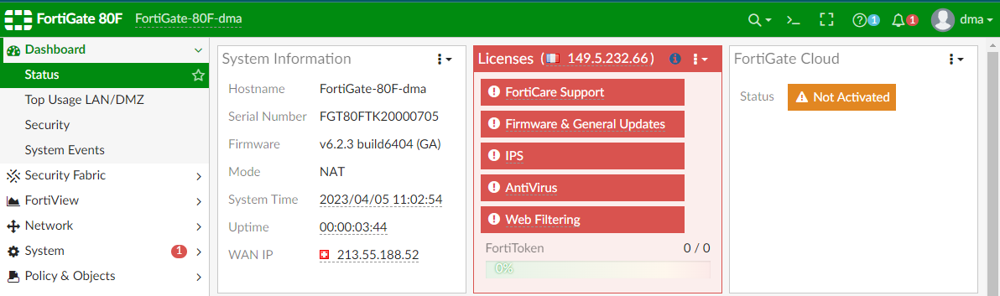 FortiGate 80F FortiGate-80F-dma 1 1 dma
Dashboard
Status
Top Usage LAN/DMZ
Security
System Events
Security Fabric
FortiView
Network
System 1
Policy & Objects
System Information
Hostname FortiGate-80F-dma
Serial Number FGT80FTK20000705
Firmware v6.2.3 build6404 (GA)
Mode NAT
System Time 2023/04/05 11:02:54
Uptime 00:00:03:44
WAN IP 213.55.188.52
Licenses (149.5.232.66)
FortiCare Support
Firmware & General Updates
IPS
AntiVirus
Web Filtering
FortiToken 0 / 0
0%
FortiGate Cloud
Status Not Activated